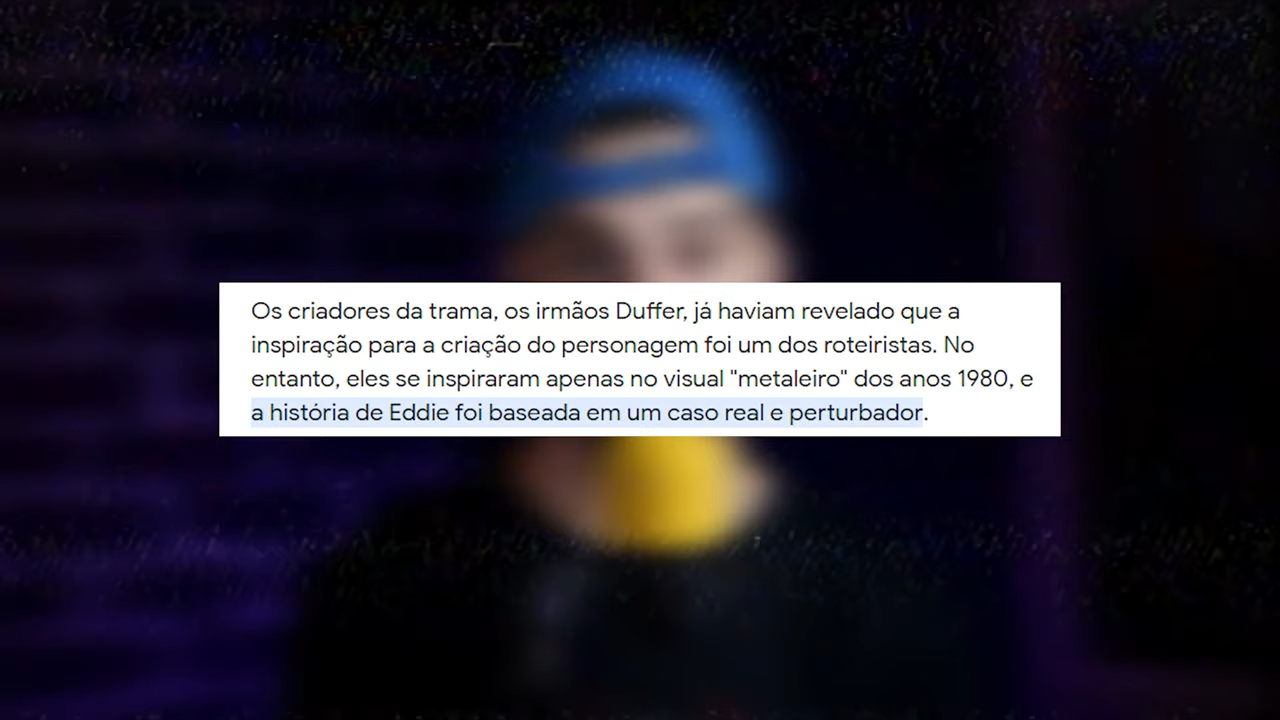 Os criadores da trama, os irmãos Duffer, já haviam revelado que a
inspiração para a criação do personagem foi um dos roteiristas. No
entanto, eles se inspiraram apenas no visual "metaleiro" dos anos 1980, e
a história de Eddie foi baseada em um caso real e perturbador.